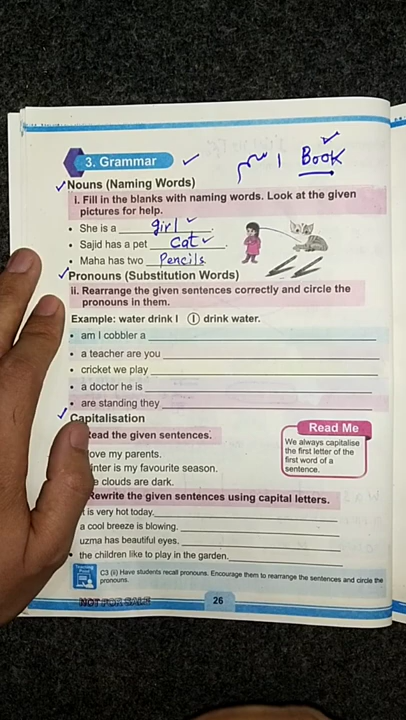 3. Grammar
Book
Nouns (Naming Words)
i. Fill in the blanks with naming words. Look at the given
pictures for help.
• She is a girl.
• Sajid has a pet cat.
• Maha has two Pencils
Pronouns (Substitution Words)
ii. Rearrange the given sentences correctly and circle the
pronouns in them.
Example: water drink I (I) drink water.
• am I cobbler a
• a teacher are you
• cricket we play
• a doctor he is
• are standing they
Capitalisation
Read the given sentences.
love my parents.
inter is my favourite season.
e clouds are dark.
Read Me
We always capitalise
the first letter of the
first word of a
sentence.
Rewrite the given sentences using capital letters.
it is very hot today.
a cool breeze is blowing.
uzma has beautiful eyes.
• the children like to play in the garden.
Teaching
Point
C3 (ii) Have students recall pronouns. Encourage them to rearrange the sentences and circle the
pronouns.
NOT FOR SALE
26